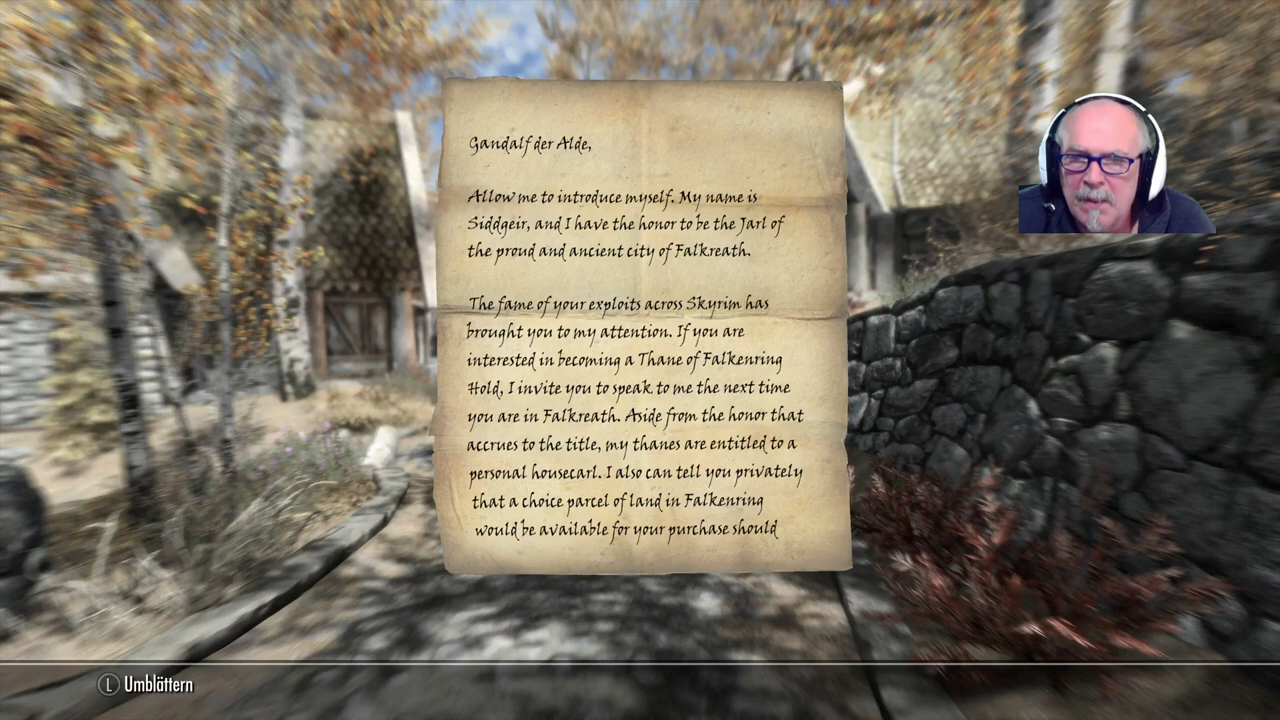 Gandalf der Alde,
Allow me to introduce myself. My name is
Siddgeir, and I have the honor to be the Jarl of
the proud and ancient city of Falkreath.
The fame of your exploits across Skyrim has
brought you to my attention. If you are
interested in becoming a Thane of Falkenring
Hold, I invite you to speak to me the next time
you are in Falkreath. Aside from the honor that
accrues to the title, my thanes are entitled to a
personal housecarl. I also can tell you privately
that a choice parcel of land in Falkenring
would be available for your purchase should
L Umblättern